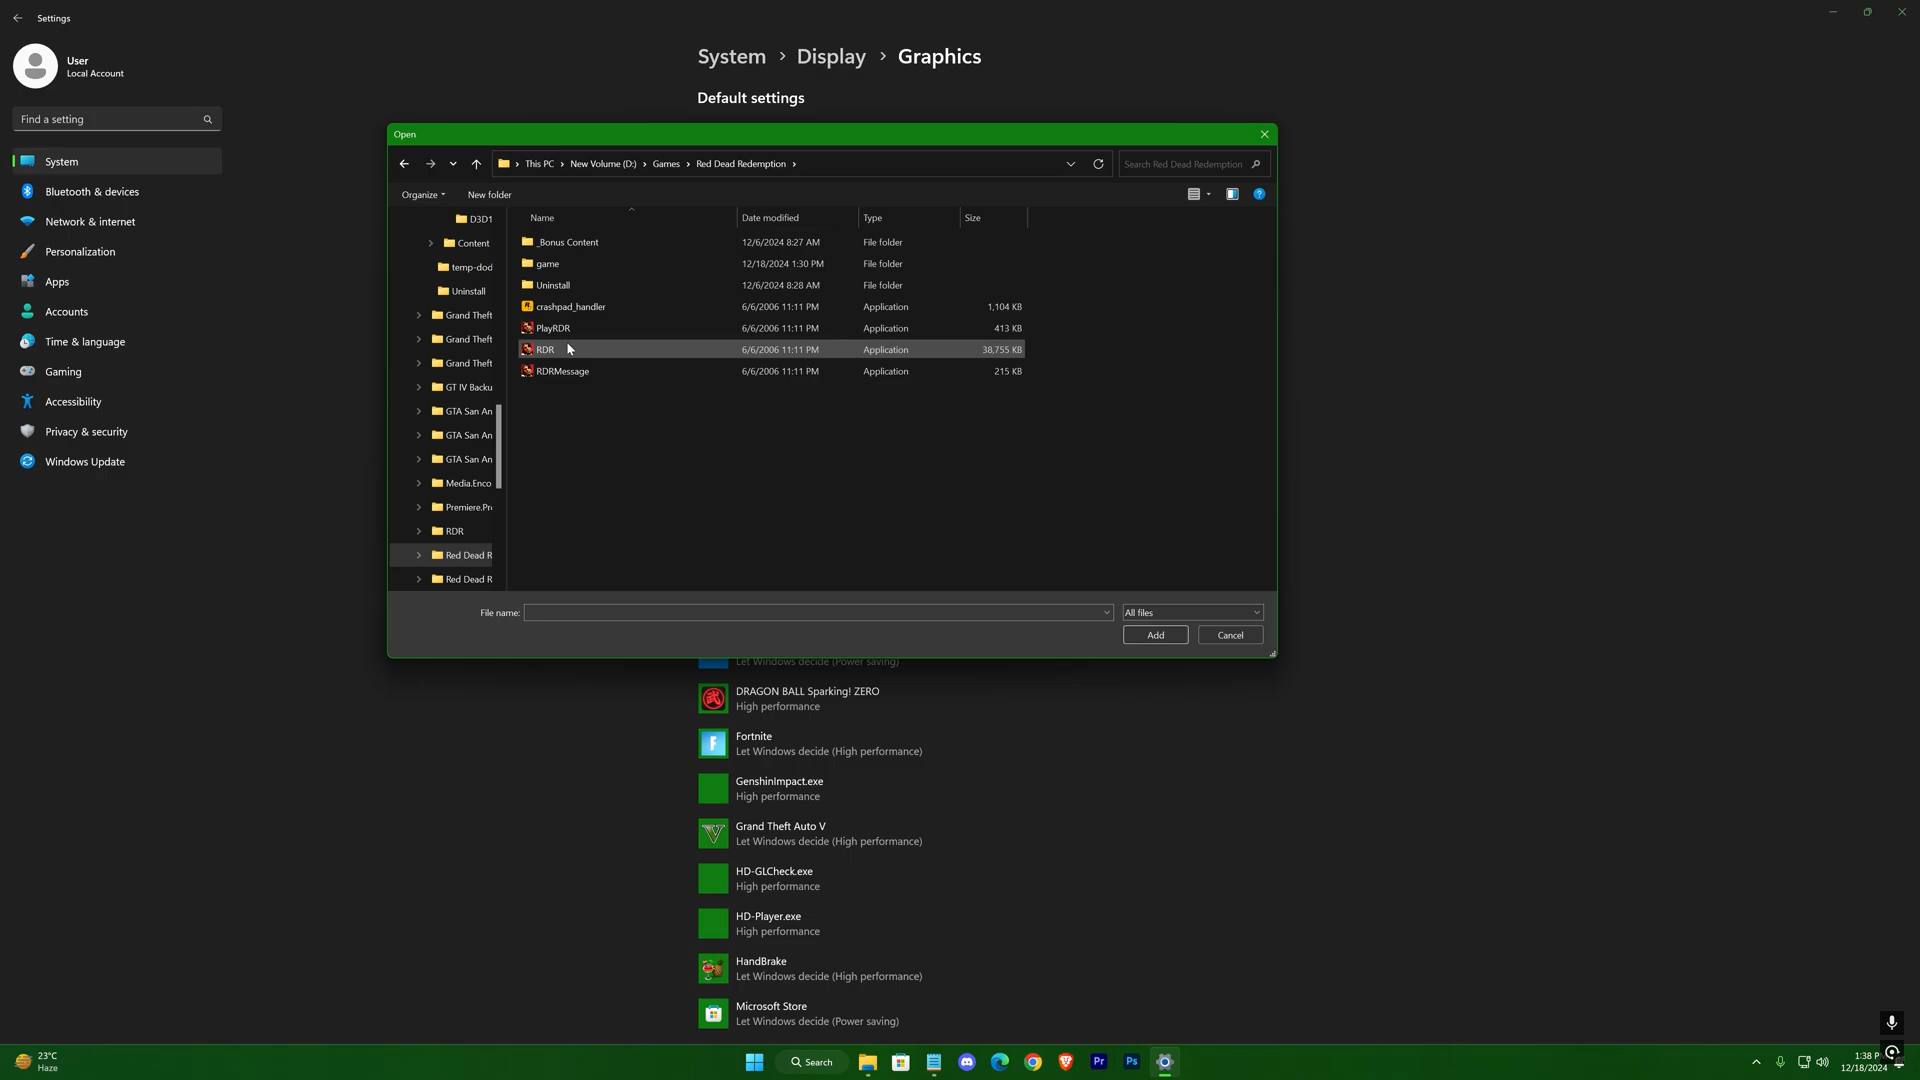 Settings
User
Local Account
Find a setting
System
Bluetooth & devices
Network & internet
Personalization
Apps
Accounts
Time & language
Gaming
Accessibility
Privacy & security
Windows Update
System > Display > Graphics
Default settings
Open
This PC > New Volume (D:) > Games > Red Dead Redemption >
Search Red Dead Redemption
Organize
New folder
D3D1
Content
temp-dod
Uninstall
Grand Theft
Grand Theft
Grand Theft
GT IV Backu
GTA San An
GTA San An
GTA San An
Media.Enco
Premiere.Pr
RDR
Red Dead R
Red Dead R
Name Date modified Type Size
_Bonus Content 12/6/2024 8:27 AM File folder
game 12/18/2024 1:30 PM File folder
Uninstall 12/6/2024 8:28 AM File folder
crashpad_handler 6/6/2006 11:11 PM Application 1,104 KB
PlayRDR 6/6/2006 11:11 PM Application 413 KB
RDR 6/6/2006 11:11 PM Application 38,755 KB
RDRMessage 6/6/2006 11:11 PM Application 215 KB
File name:
All files
Add
Cancel
Let Windows decide (Power saving)
DRAGON BALL Sparking! ZERO
High performance
Fortnite
Let Windows decide (High performance)
GenshinImpact.exe
High performance
Grand Theft Auto V
Let Windows decide (High performance)
HD-GLCheck.exe
High performance
HD-Player.exe
High performance
HandBrake
Let Windows decide (High performance)
Microsoft Store
Let Windows decide (Power saving)
23°C
Haze
Search
Pr
Ps
1:38 P
12/18/2024